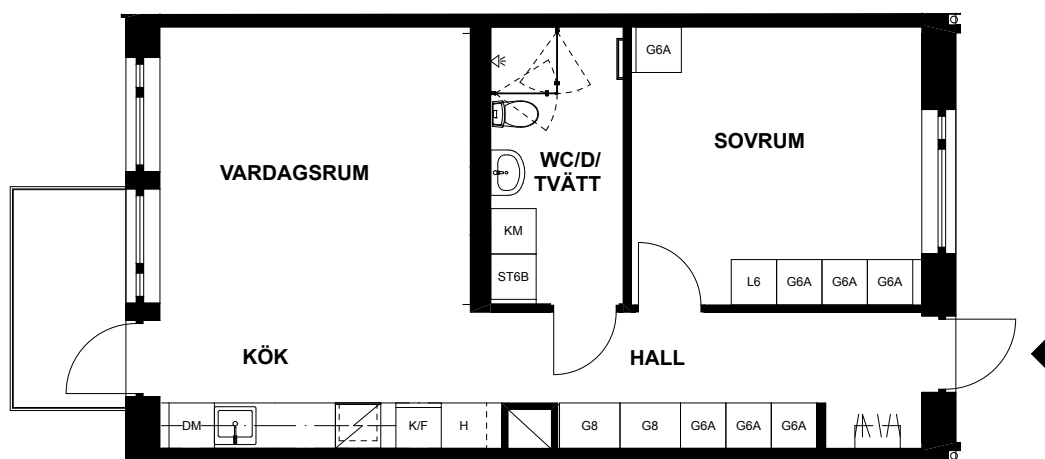 G6A
VARDAGSRUM
WC/D/
TVÄTT
SOVRUM
KM
ST6B
L6 G6A G6A G6A
KÖK
HALL
DM K/F H G8 G8 G6A G6A G6A